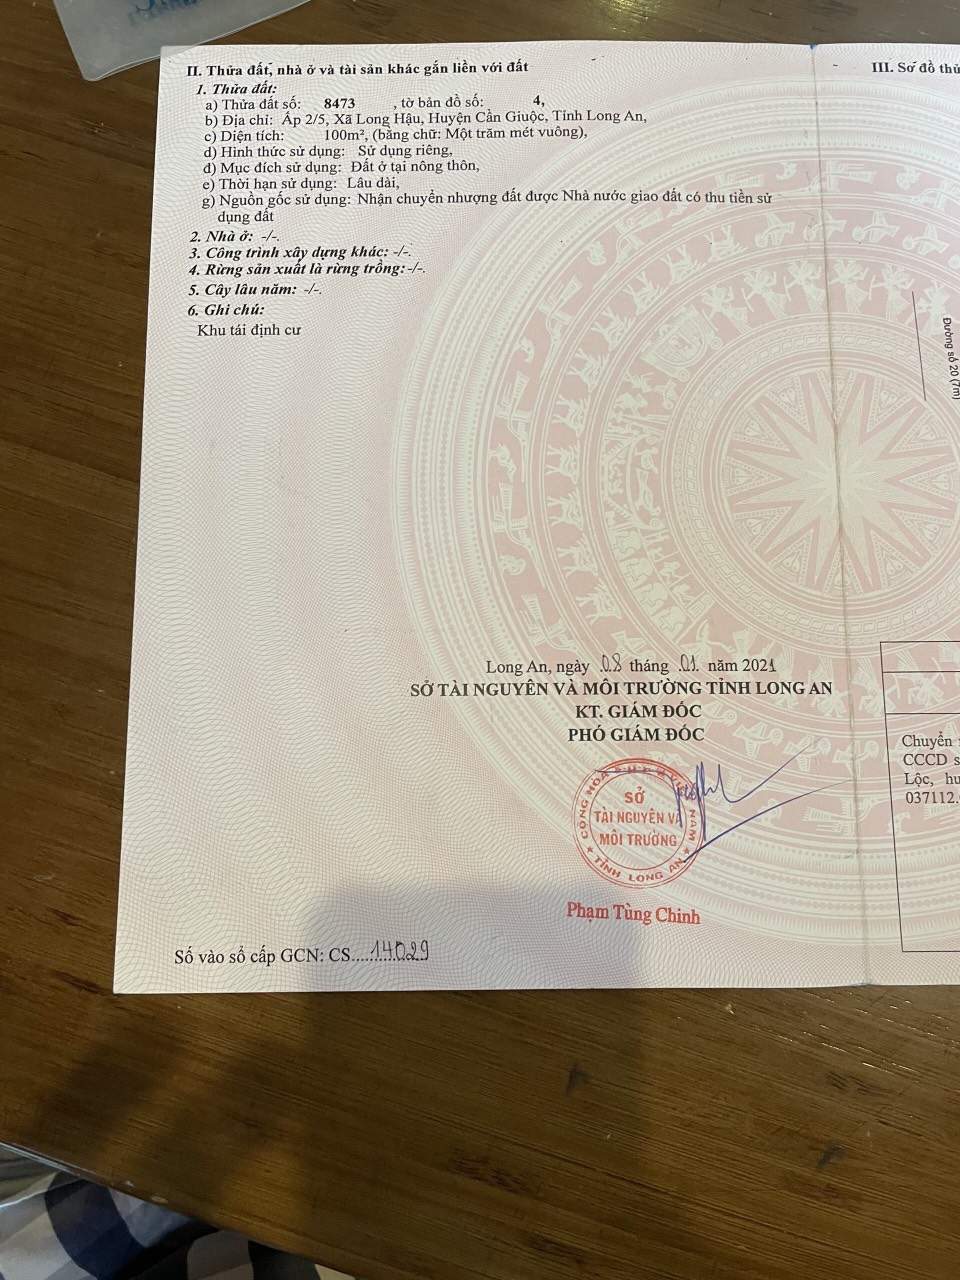 II. Thửa đất, nhà ở và tài sản khác gắn liền với đất
1. Thửa đất:
a) Thửa đất số: 8473 , tờ bản đồ số: 4,
b) Địa chỉ: Ấp 2/5, Xã Long Hậu, Huyện Cần Giuộc, Tỉnh Long An,
c) Diện tích: 100m², (bằng chữ: Một trăm mét vuông),
d) Hình thức sử dụng: Sử dụng riêng,
đ) Mục đích sử dụng: Đất ở tại nông thôn,
e) Thời hạn sử dụng: Lâu dài,
g) Nguồn gốc sử dụng: Nhận chuyển nhượng đất được Nhà nước giao đất có thu tiền sử
dụng đất
2. Nhà ở: -/-.
3. Công trình xây dựng khác: -/-.
4. Rừng sản xuất là rừng trồng: -/-.
5. Cây lâu năm: -/-.
6. Ghi chú:
Khu tái định cư
Long An, ngày 08 tháng .01. năm 2021
SỞ TÀI NGUYÊN VÀ MÔI TRƯỜNG TỈNH LONG AN
KT. GIÁM ĐỐC
PHÓ GIÁM ĐỐC
CỘNG HÒA X.H.C.N VIỆT NAM
SỞ
TÀI NGUYÊN VÀ
MÔI TRƯỜNG
TỈNH LONG AN
Phạm Tùng Chinh
Số vào sổ cấp GCN: CS....14029
III. Sơ đồ thử
Đường số 20 (7m)
Chuyển
CCCD s
Lộc, hu
037112.